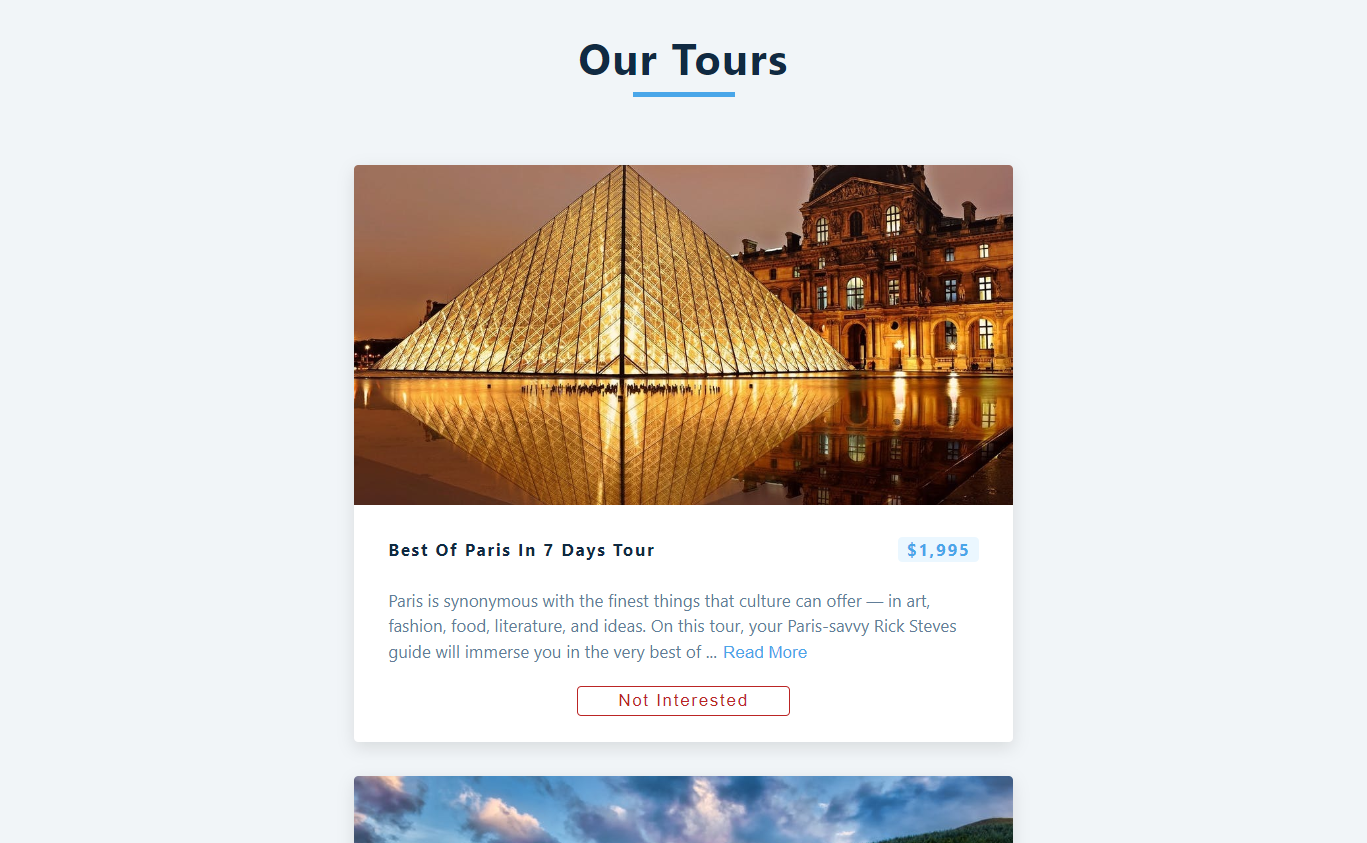 Our Tours
Best Of Paris In 7 Days Tour
$1,995
Paris is synonymous with the finest things that culture can offer — in art,
fashion, food, literature, and ideas. On this tour, your Paris-savvy Rick Steves
guide will immerse you in the very best of ... Read More
Not Interested